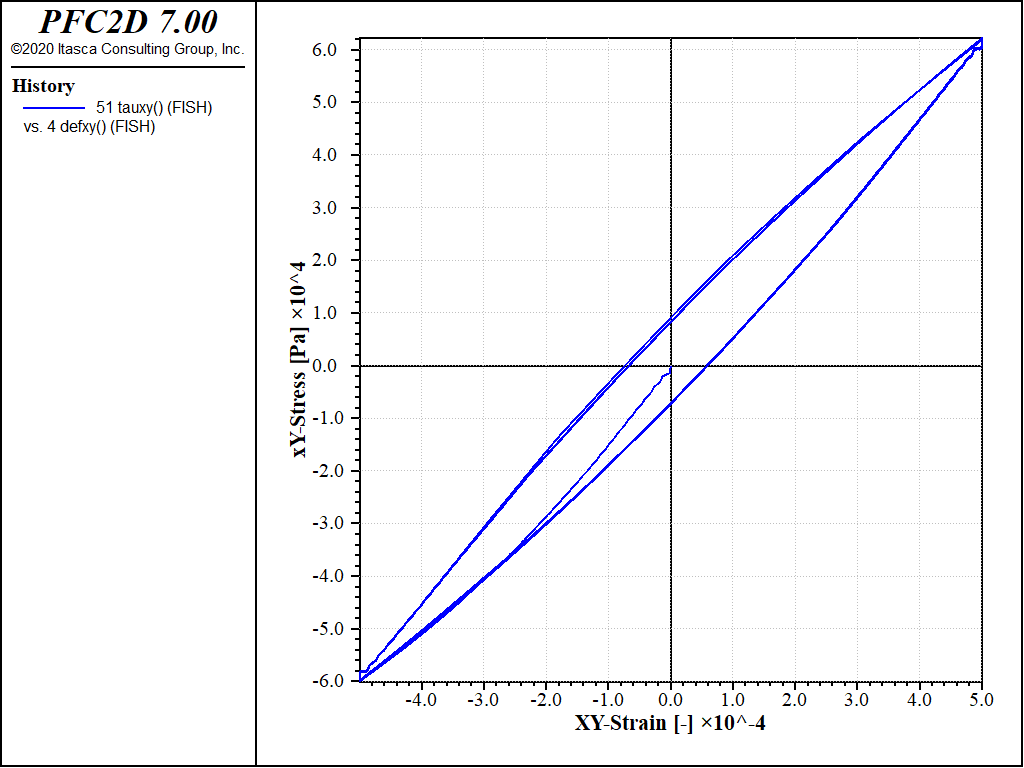 PFC2D 7.00
©2020 Itasca Consulting Group, Inc.
History
51 tauxy() (FISH)
vs. 4 defxy() (FISH)
xY-Stress [Pa] ×10^4
6.0
5.0
4.0
3.0
2.0
1.0
0.0
-1.0
-2.0
-3.0
-4.0
-5.0
-6.0
-4.0 -3.0 -2.0 -1.0 0.0 1.0 2.0 3.0 4.0 5.0
XY-Strain [-] ×10^-4